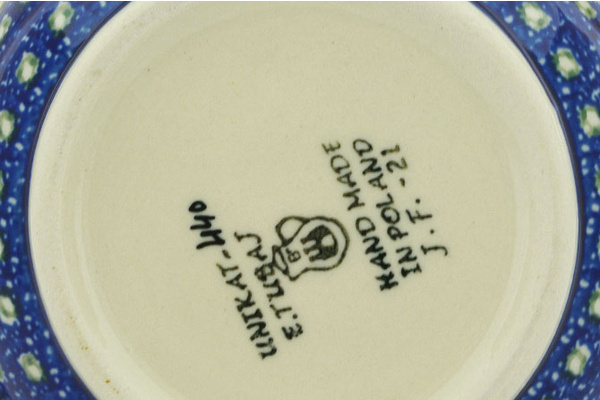 HAND MADE
IN POLAND
J.F.-21
UNIKAT-440
E.TUBAJ